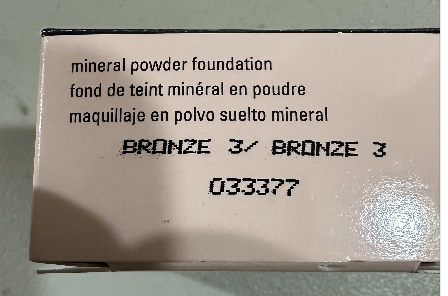 mineral powder foundation
fond de teint minéral en poudre
maquillaje en polvo suelto mineral
BRONZE 3/ BRONZE 3
033377